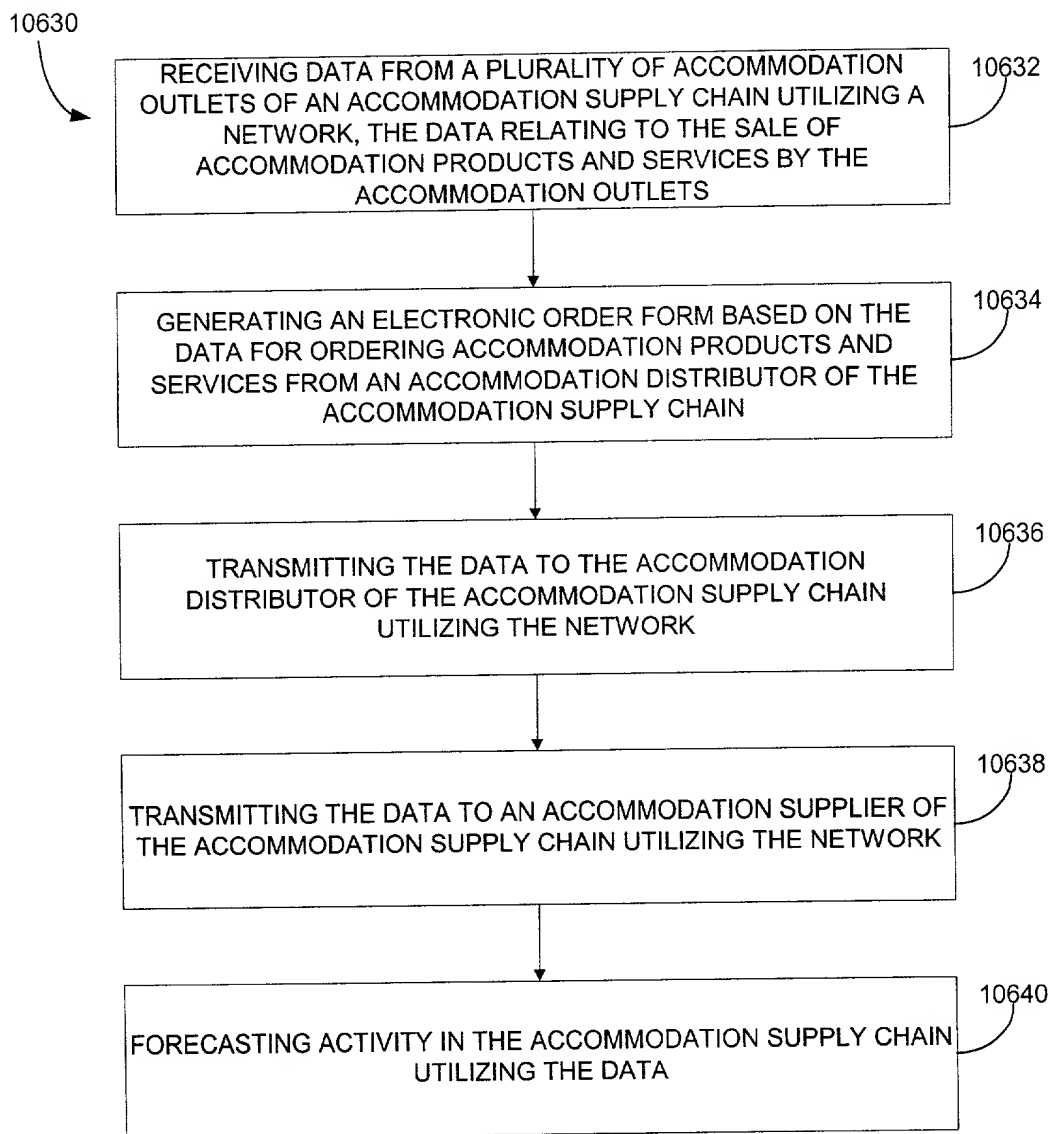 10630
RECEIVING DATA FROM A PLURALITY OF ACCOMMODATION
OUTLETS OF AN ACCOMMODATION SUPPLY CHAIN UTILIZING A
NETWORK, THE DATA RELATING TO THE SALE OF
ACCOMMODATION PRODUCTS AND SERVICES BY THE
ACCOMMODATION OUTLETS
10632
GENERATING AN ELECTRONIC ORDER FORM BASED ON THE
DATA FOR ORDERING ACCOMMODATION PRODUCTS AND
SERVICES FROM AN ACCOMMODATION DISTRIBUTOR OF THE
ACCOMMODATION SUPPLY CHAIN
10634
TRANSMITTING THE DATA TO THE ACCOMMODATION
DISTRIBUTOR OF THE ACCOMMODATION SUPPLY CHAIN
UTILIZING THE NETWORK
10636
TRANSMITTING THE DATA TO AN ACCOMMODATION SUPPLIER OF
THE ACCOMMODATION SUPPLY CHAIN UTILIZING THE NETWORK
10638
FORECASTING ACTIVITY IN THE ACCOMMODATION SUPPLY CHAIN
UTILIZING THE DATA
10640